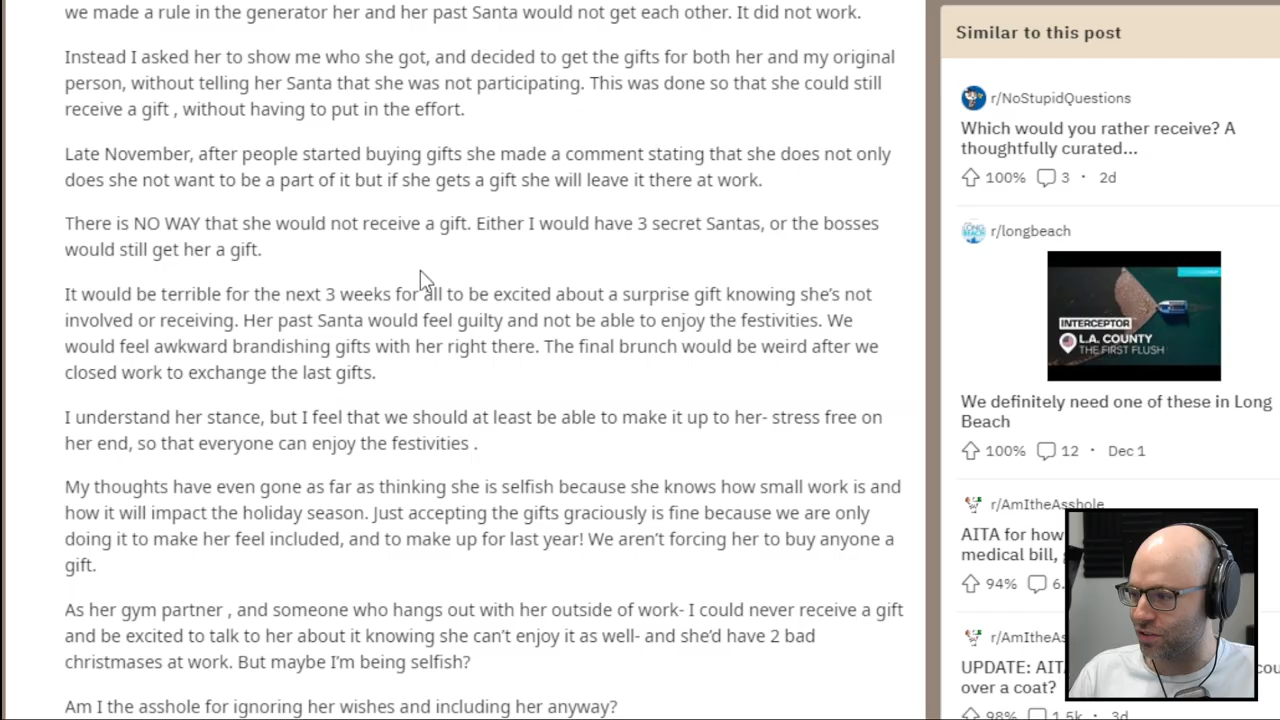 we made a rule in the generator her and her past Santa would not get each other. It did not work.
Instead I asked her to show me who she got, and decided to get the gifts for both her and my original
person, without telling her Santa that she was not participating. This was done so that she could still
receive a gift , without having to put in the effort.
Late November, after people started buying gifts she made a comment stating that she does not only
does she not want to be a part of it but if she gets a gift she will leave it there at work.
There is NO WAY that she would not receive a gift. Either I would have 3 secret Santas, or the bosses
would still get her a gift.
It would be terrible for the next 3 weeks for all to be excited about a surprise gift knowing she's not
involved or receiving. Her past Santa would feel guilty and not be able to enjoy the festivities. We
would feel awkward brandishing gifts with her right there. The final brunch would be weird after we
closed work to exchange the last gifts.
I understand her stance, but I feel that we should at least be able to make it up to her- stress free on
her end, so that everyone can enjoy the festivities .
My thoughts have even gone as far as thinking she is selfish because she knows how small work is and
how it will impact the holiday season. Just accepting the gifts graciously is fine because we are only
doing it to make her feel included, and to make up for last year! We aren't forcing her to buy anyone a
gift.
As her gym partner , and someone who hangs out with her outside of work- I could never receive a gift
and be excited to talk to her about it knowing she can't enjoy it as well- and she'd have 2 bad
christmases at work. But maybe I'm being selfish?
Am I the asshole for ignoring her wishes and including her anyway?
Similar to this post
r/NoStupidQuestions
Which would you rather receive? A
thoughtfully curated...
100% 3 · 2d
r/longbeach
INTERCEPTOR
L.A. COUNTY
THE FIRST FLUSH
We definitely need one of these in Long
Beach
100% 12 · Dec 1
r/AmItheAsshole
AITA for how
medical bill,
94% 6.
r/AmItheAs
UPDATE: AIT
over a coat?
98% 1.5k · 3d